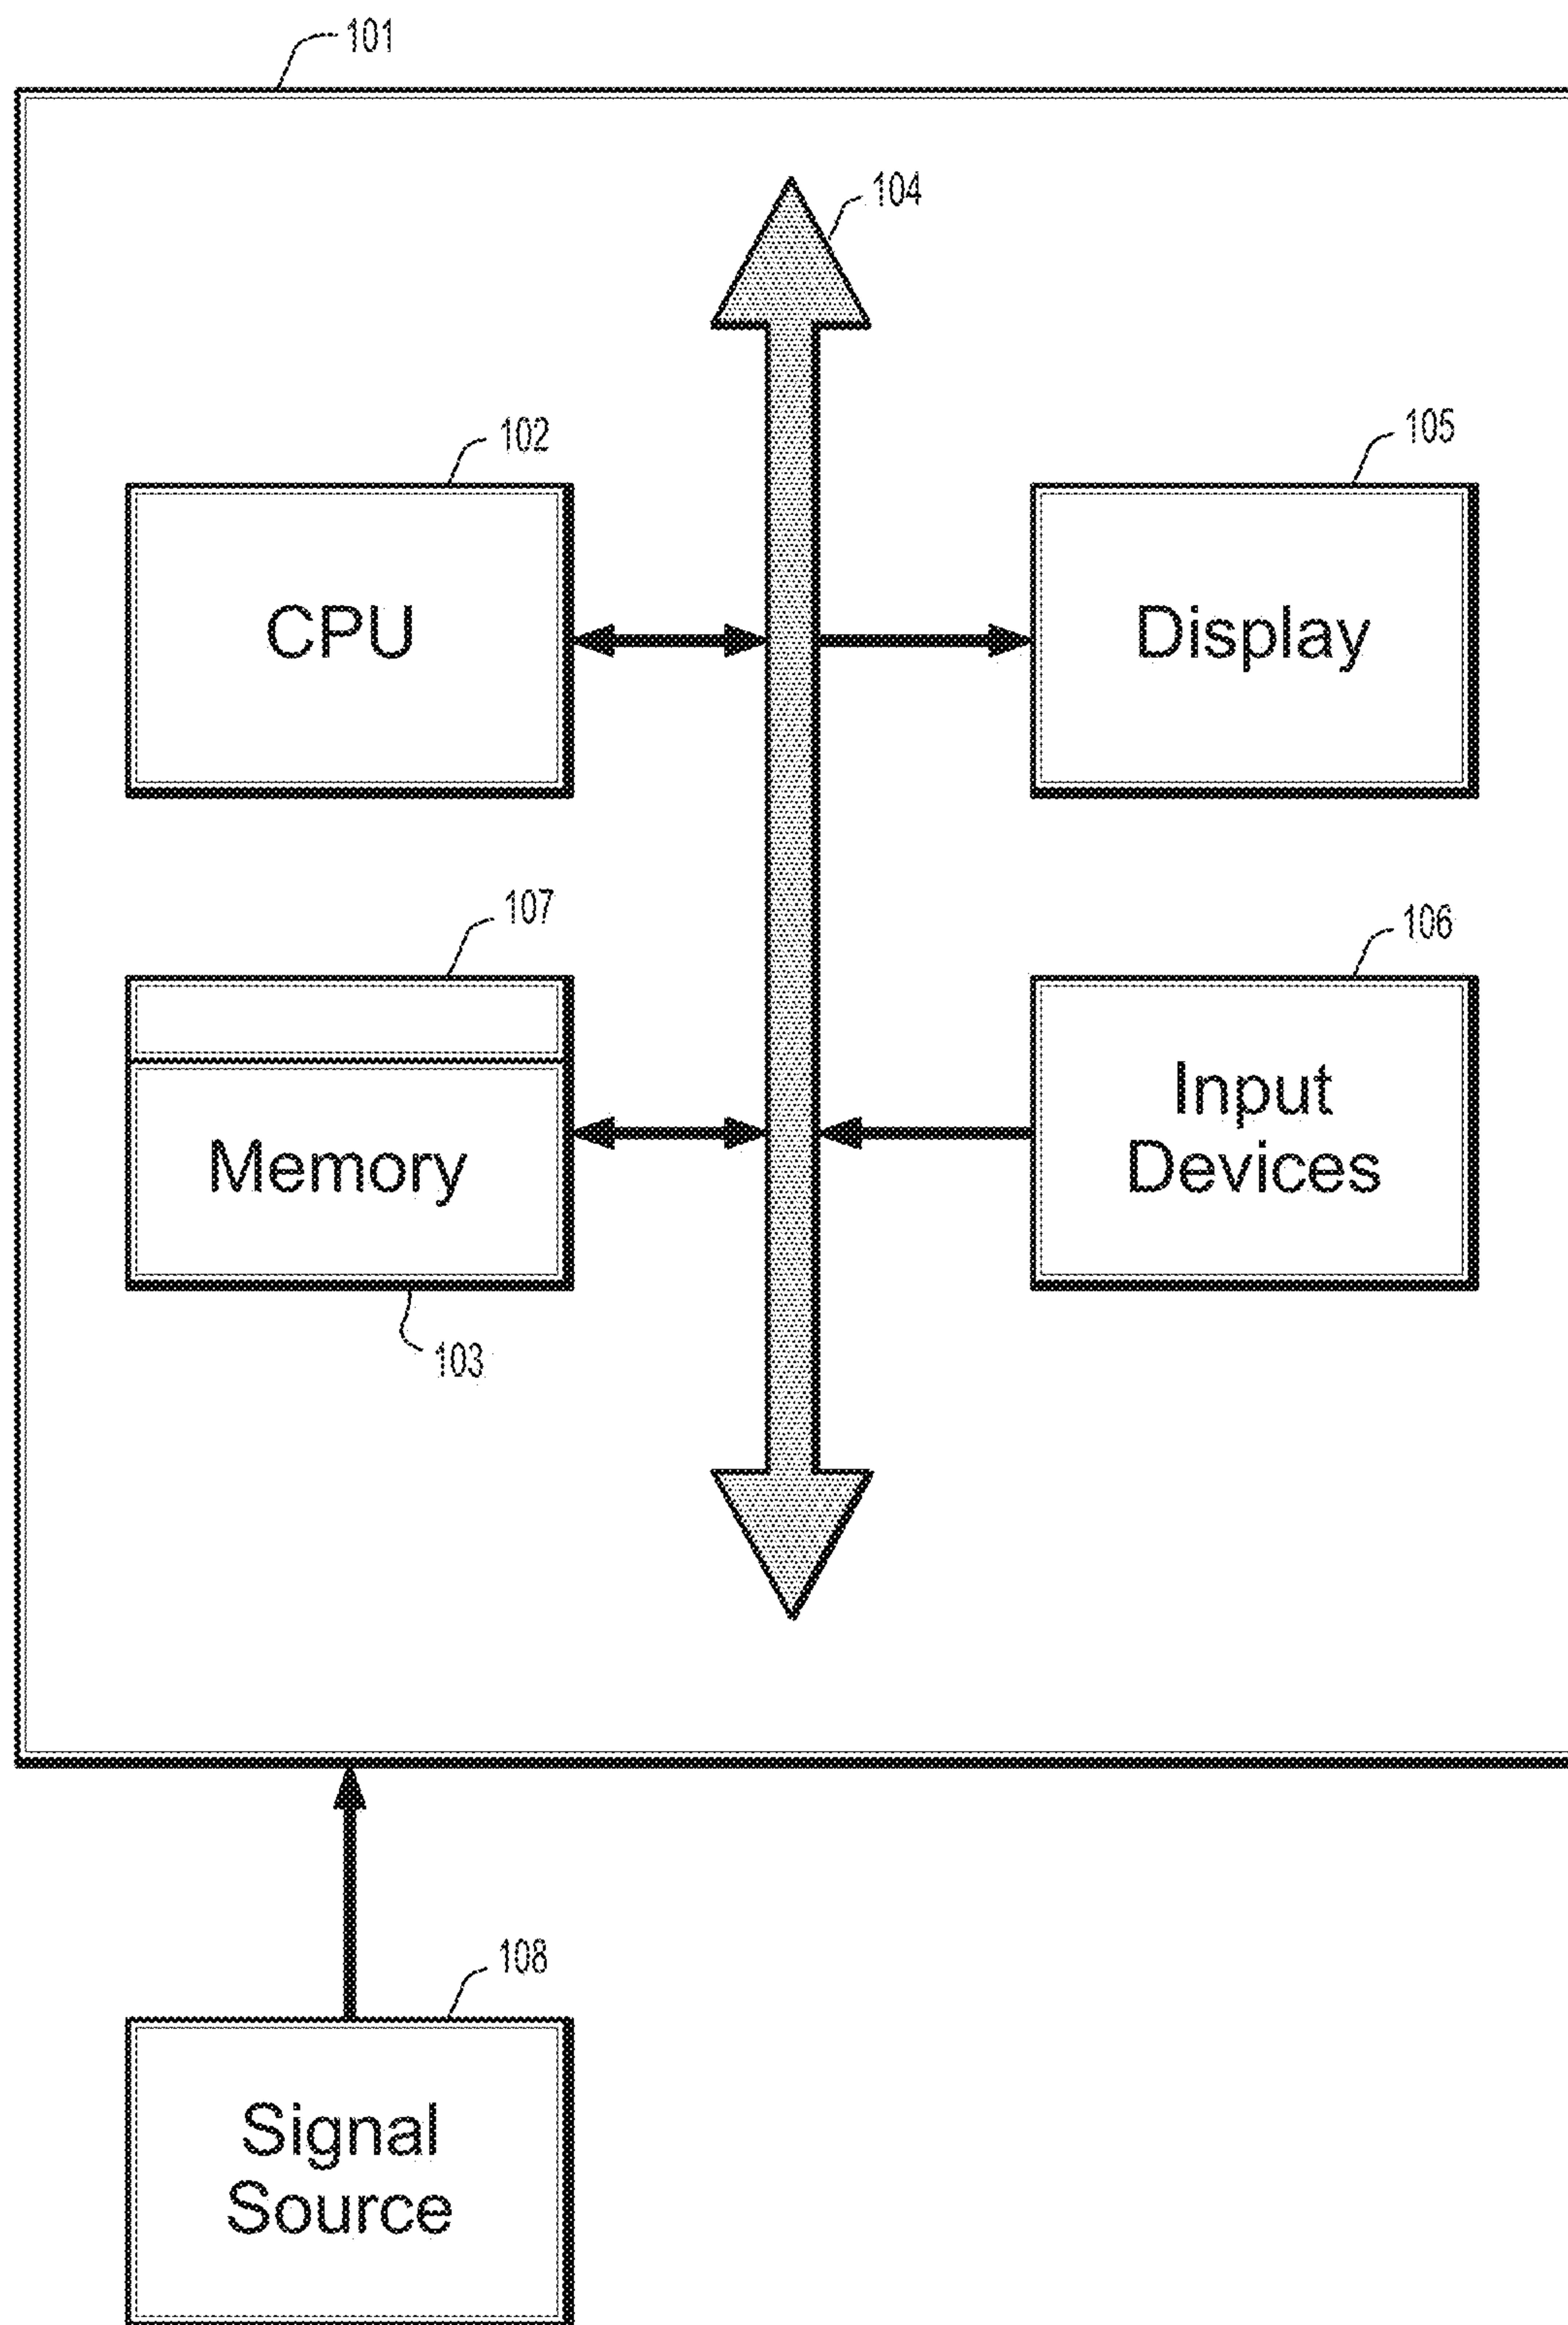 101
104
102
105
CPU
Display
107
106
Memory
Input
Devices
103
108
Signal
Source